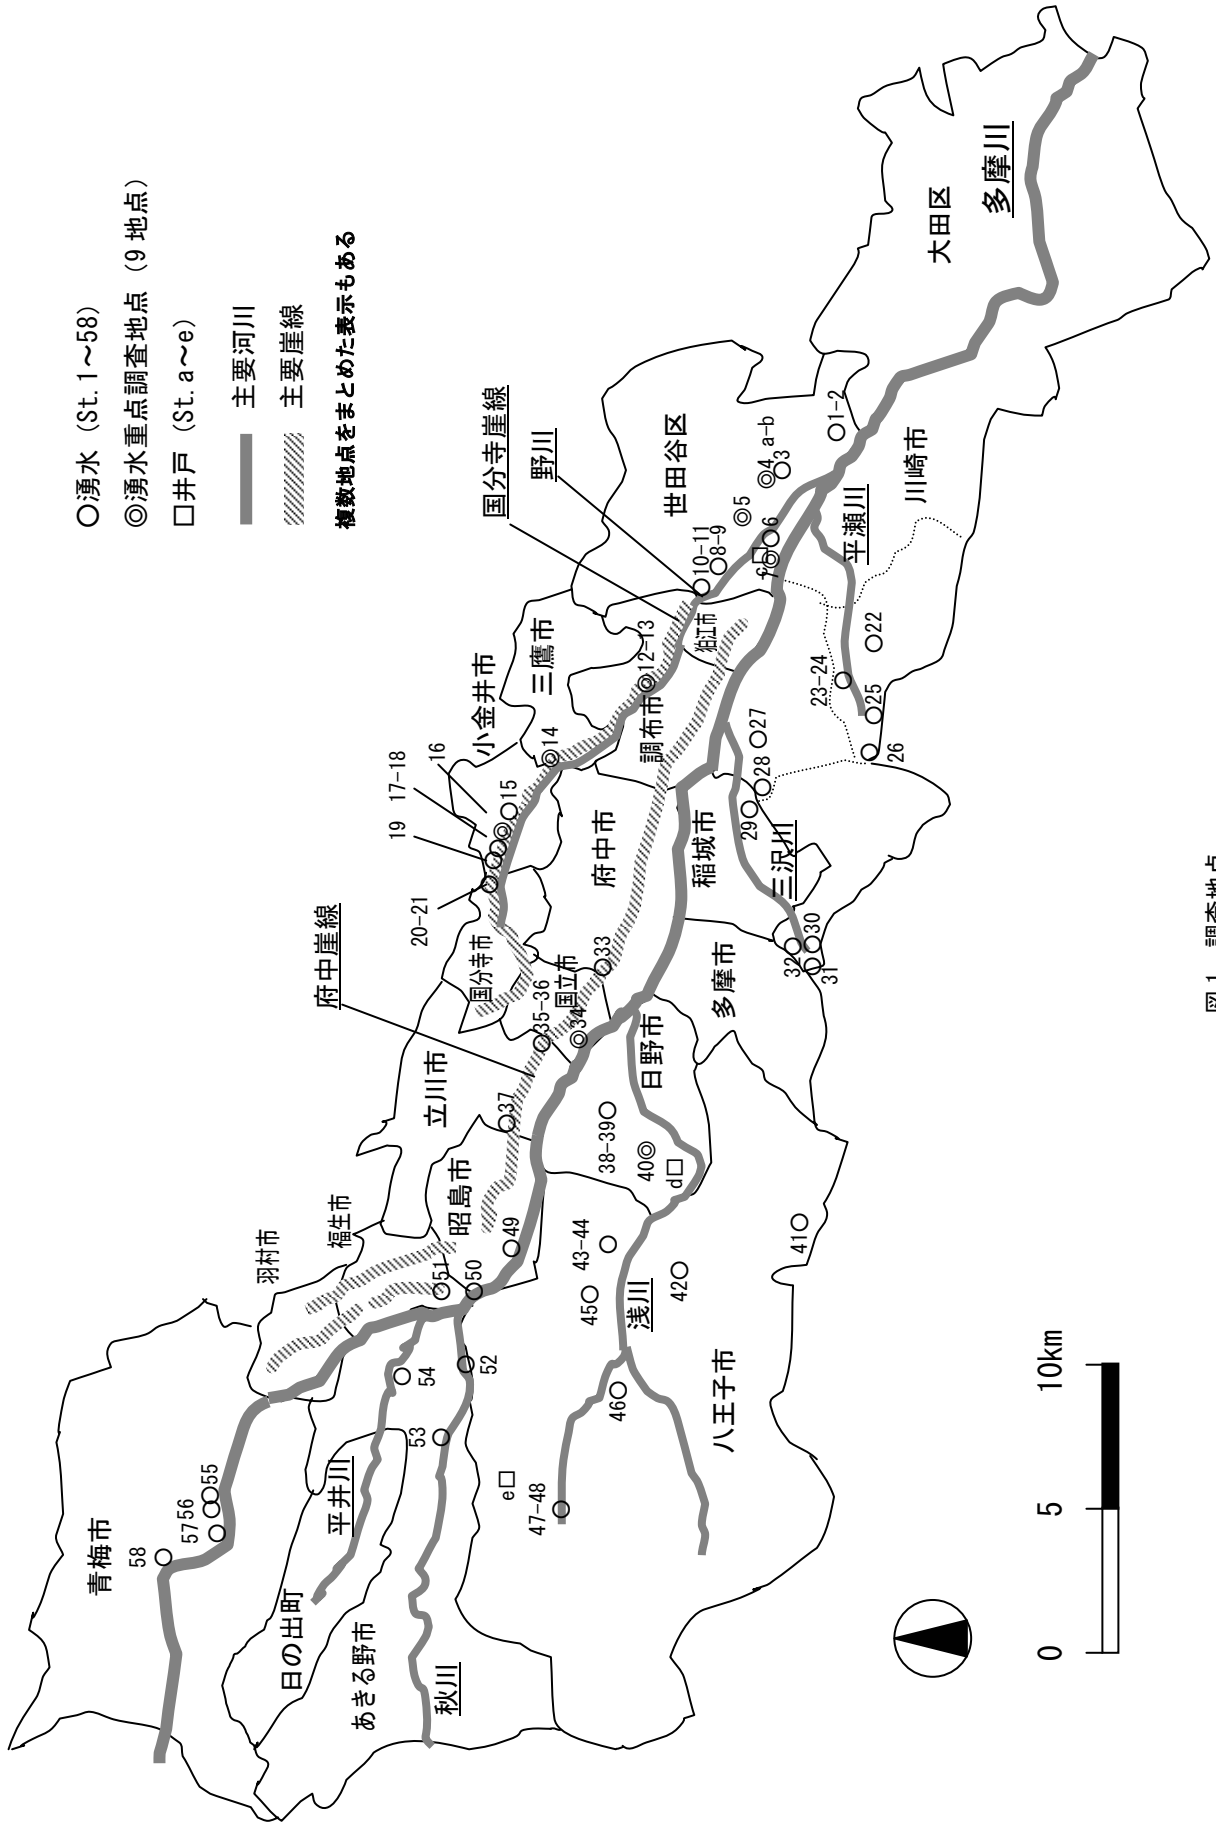 ○湧水（St.1～58）
◎湧水重点調査地点（9 地点）
□井戸（St.a～e）
主要河川
主要崖線
複数地点をまとめた表示もある
青梅市
58
57
56
55
羽村市
福生市
日の出町
平井川
あきる野市
秋川
54
53
52
51
50
49
昭島市
立川市
府中崖線
37
35-36
34
33
国立市
国分寺市
20-21
19
17-18
16
15
14
小金井市
三鷹市
国分寺崖線
野川
12-13
調布市
狛江市
府中市
世田谷区
10-11
8-9
5
4
a-b
3
1-2
6
c
7
大田区
多摩川
川崎市
平瀬川
22
23-24
25
26
27
28
29
稲城市
三沢川
30
31
32
多摩市
日野市
38-39
40
d
41
42
43-44
45
浅川
46
47-48
e
八王子市
0
5
10km
図 1　調査地点